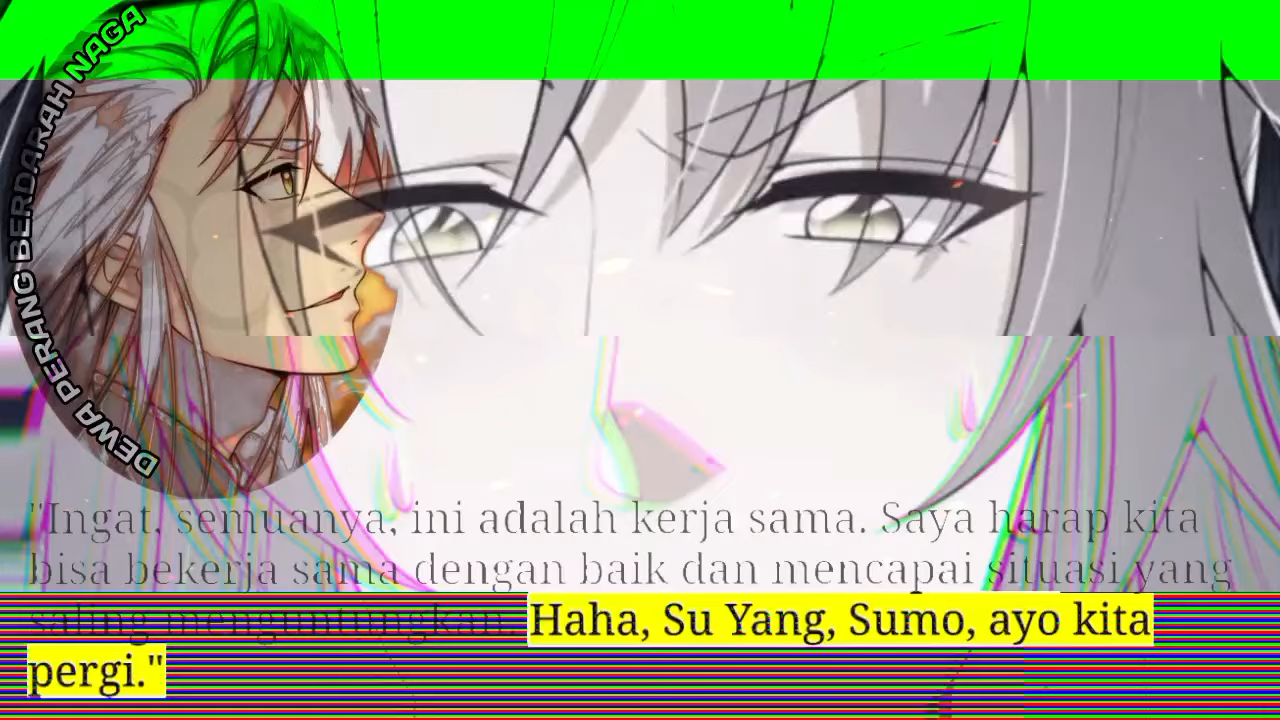 DEWA PERANG BERDARAH NAGA
"Ingat, semuanya, ini adalah kerja sama. Saya harap kita
bisa bekerja sama dengan baik dan mencapai situasi yang
saling menguntungkan. Haha, Su Yang, Sumo, ayo kita
pergi."